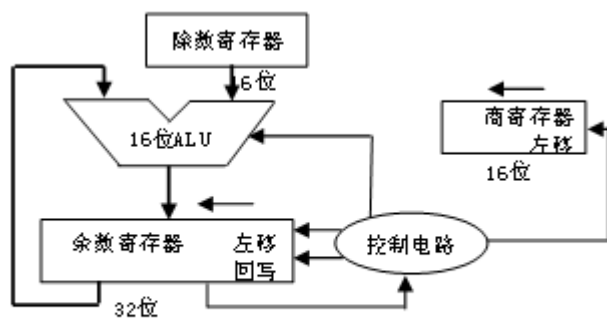 除数寄存器
16位
16位ALU
商寄存器
左移
16位
余数寄存器 左移
回写
控制电路
32位